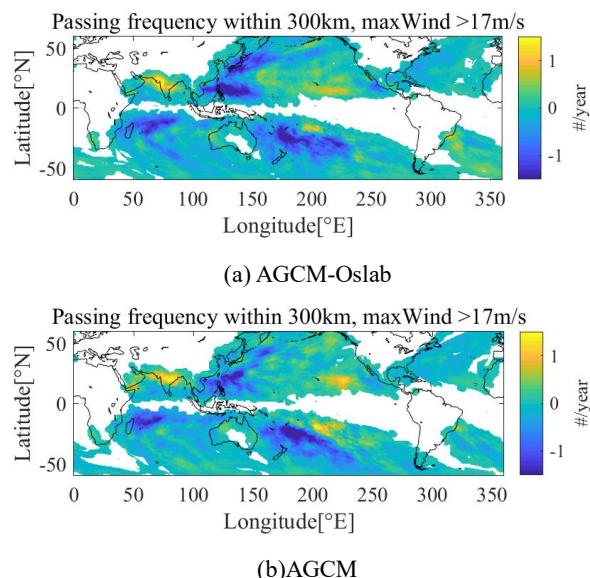 Passing frequency within 300km, maxWind >17m/s
50
0
-50
Latitude[°N]
0 50 100 150 200 250 300 350
Longitude[°E]
1
0
-1
#/year
(a) AGCM-Oslab
Passing frequency within 300km, maxWind >17m/s
50
0
-50
Latitude[°N]
0 50 100 150 200 250 300 350
Longitude[°E]
1
0
-1
#/year
(b)AGCM